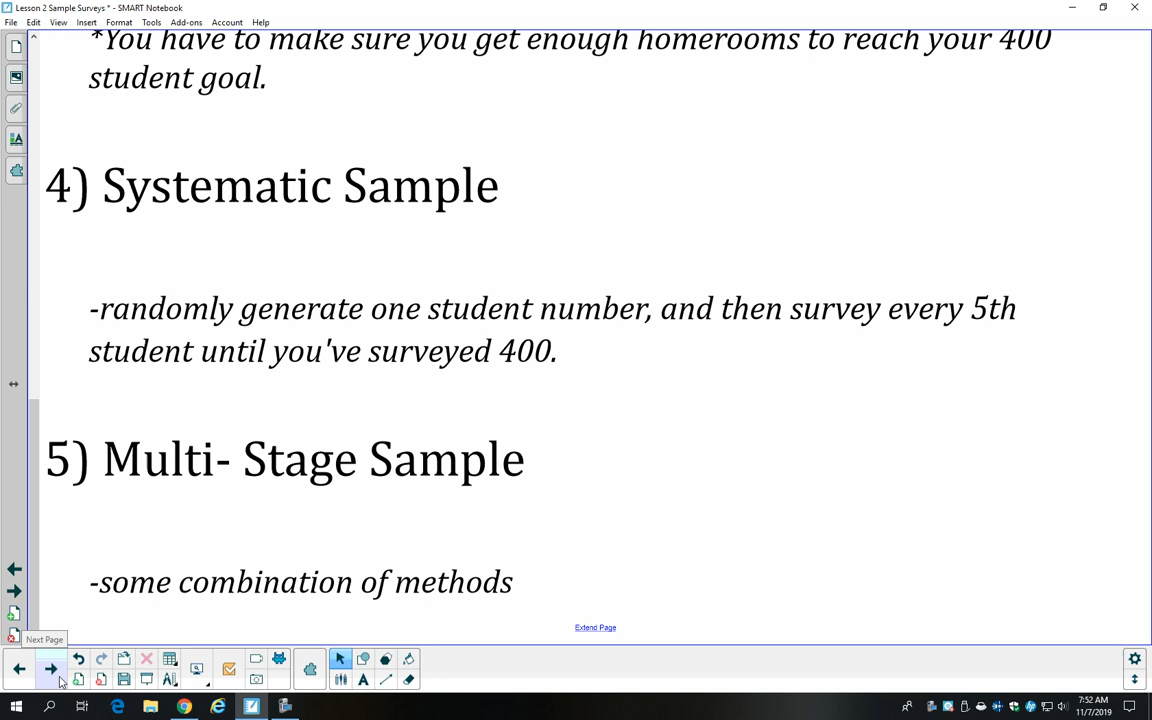 Lesson 2 Sample Surveys * - SMART Notebook
File Edit View Insert Format Tools Add-ons Account Help
*You have to make sure you get enough homerooms to reach your 400
student goal.
4) Systematic Sample
-randomly generate one student number, and then survey every 5th
student until you've surveyed 400.
5) Multi- Stage Sample
-some combination of methods
Extend Page
Next Page
7:52 AM
11/7/2019